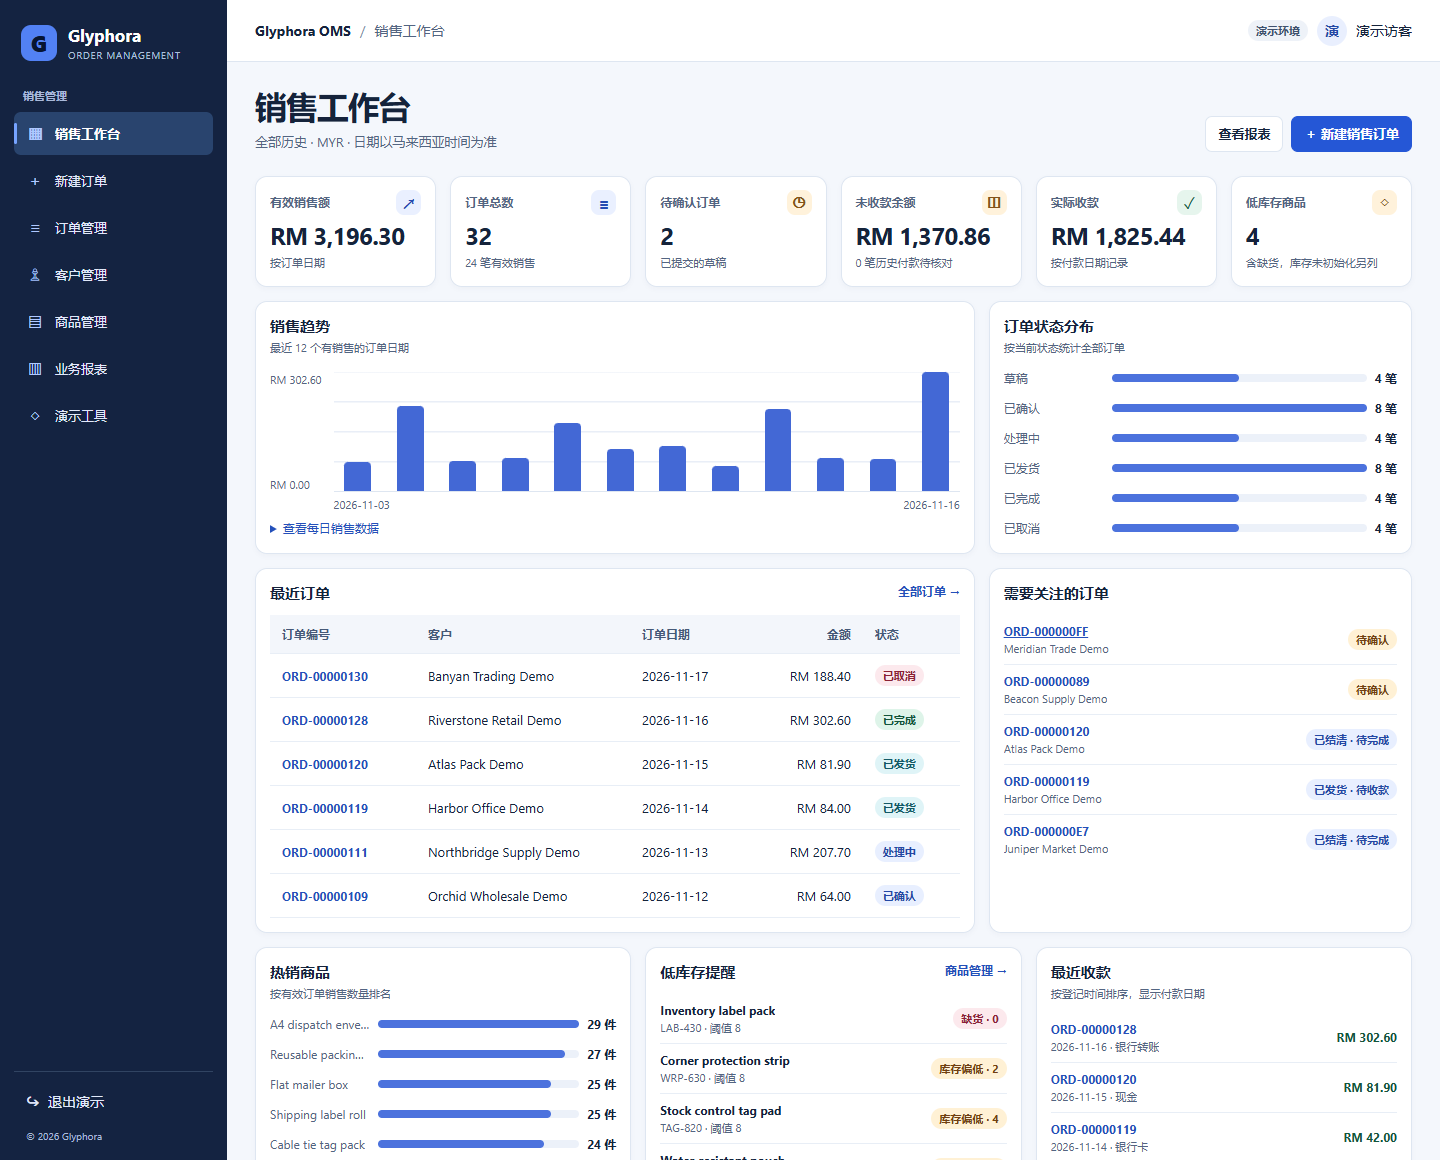 G
Glyphora
ORDER MANAGEMENT
销售管理
销售工作台
新建订单
订单管理
客户管理
商品管理
业务报表
演示工具
退出演示
© 2026 Glyphora
Glyphora OMS / 销售工作台
演示环境
演
演示访客
销售工作台
全部历史 · MYR · 日期以马来西亚时间为准
查看报表
+ 新建销售订单
有效销售额
RM 3,196.30
按订单日期
订单总数
32
24 笔有效销售
待确认订单
2
已提交的草稿
未收款余额
RM 1,370.86
0 笔历史付款待核对
实际收款
RM 1,825.44
按付款日期记录
低库存商品
4
含缺货，库存未初始化另列
销售趋势
最近 12 个有销售的订单日期
RM 302.60
RM 0.00
2026-11-03
2026-11-16
查看每日销售数据
订单状态分布
按当前状态统计全部订单
草稿 4 笔
已确认 8 笔
处理中 4 笔
已发货 8 笔
已完成 4 笔
已取消 4 笔
最近订单
全部订单 →
订单编号 客户 订单日期 金额 状态
ORD-00000130 Banyan Trading Demo 2026-11-17 RM 188.40 已取消
ORD-00000128 Riverstone Retail Demo 2026-11-16 RM 302.60 已完成
ORD-00000120 Atlas Pack Demo 2026-11-15 RM 81.90 已发货
ORD-00000119 Harbor Office Demo 2026-11-14 RM 84.00 已发货
ORD-00000111 Northbridge Supply Demo 2026-11-13 RM 207.70 处理中
ORD-00000109 Orchid Wholesale Demo 2026-11-12 RM 64.00 已确认
需要关注的订单
ORD-000000FF
Meridian Trade Demo
待确认
ORD-00000089
Beacon Supply Demo
待确认
ORD-00000120
Atlas Pack Demo
已结清 · 待完成
ORD-00000119
Harbor Office Demo
已发货 · 待收款
ORD-000000E7
Juniper Market Demo
已结清 · 待完成
热销商品
按有效订单销售数量排名
A4 dispatch enve... 29 件
Reusable packin... 27 件
Flat mailer box 25 件
Shipping label roll 25 件
Cable tie tag pack 24 件
低库存提醒
商品管理 →
Inventory label pack
LAB-430 · 阈值 8
缺货 · 0
Corner protection strip
WRP-630 · 阈值 8
库存偏低 · 2
Stock control tag pad
TAG-820 · 阈值 8
库存偏低 · 4
Water resistant pouch
最近收款
按登记时间排序，显示付款日期
ORD-00000128
2026-11-16 · 银行转账
RM 302.60
ORD-00000120
2026-11-15 · 现金
RM 81.90
ORD-00000119
2026-11-14 · 银行卡
RM 42.00